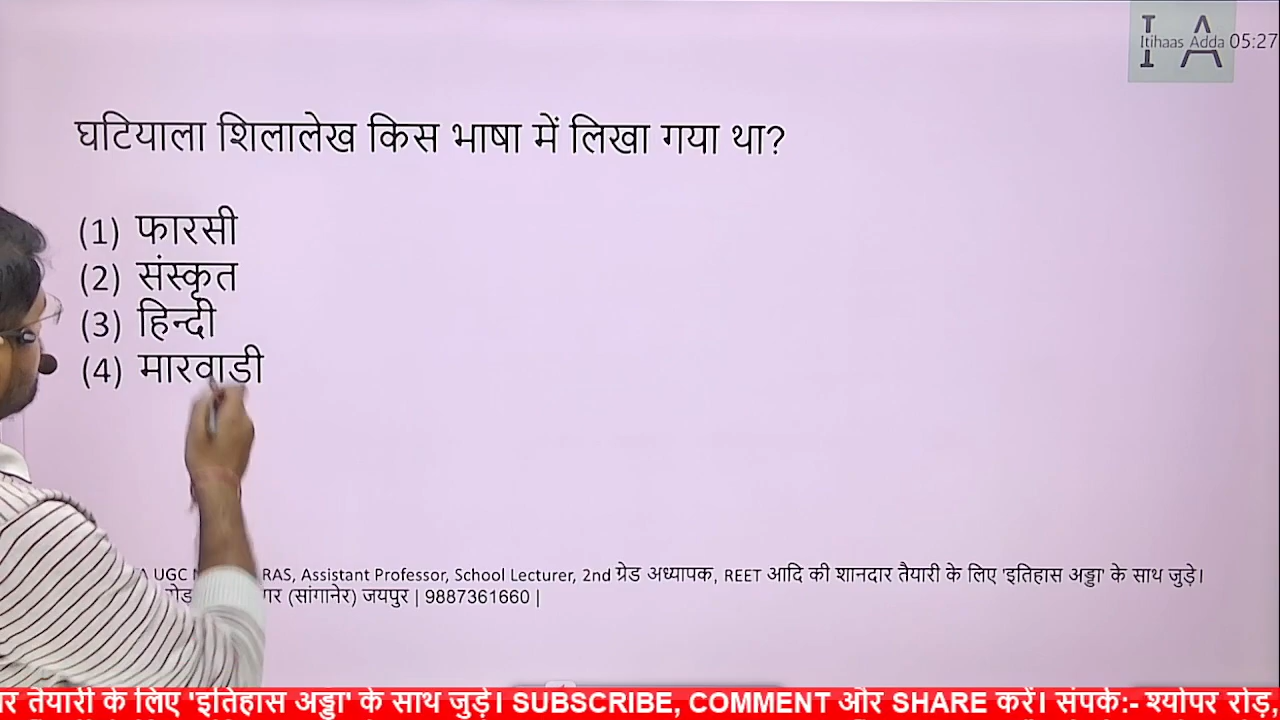 I A
Itihaas Adda 05:27
घटियाला शिलालेख किस भाषा में लिखा गया था?
(1) फारसी
(2) संस्कृत
(3) हिन्दी
(4) मारवाडी
A UGC RAS, Assistant Professor, School Lecturer, 2nd ग्रेड अध्यापक, REET आदि की शानदार तैयारी के लिए 'इतिहास अड्डा' के साथ जुड़े।
(सांगानेर) जयपुर | 9887361660 |
तैयारी के लिए 'इतिहास अड्डा' के साथ जुड़े। SUBSCRIBE, COMMENT और SHARE करें। संपर्क:- श्योपर रोड़,